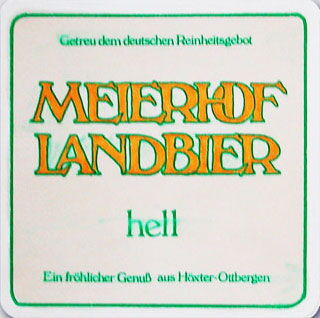 Getreu dem deutschen Reinheitsgebot
MEIERHOF
LANDBIER
hell
Ein fröhlicher Genuß aus Höxter-Ottbergen